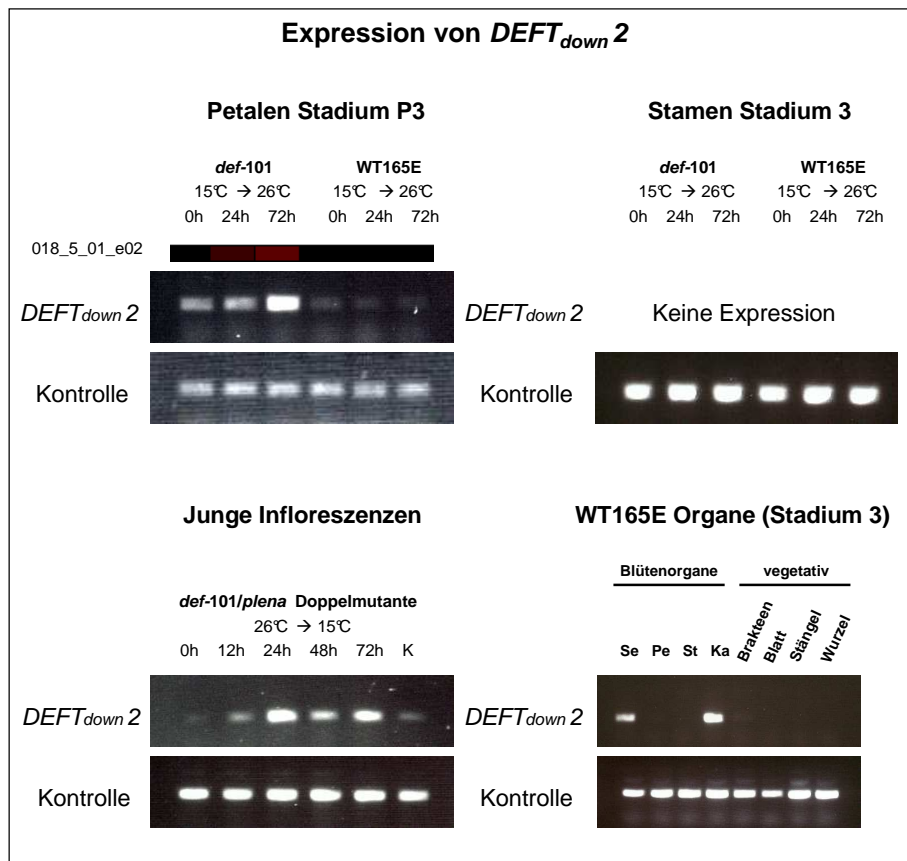 Expression von DEFTdown 2
Petalen Stadium P3
def-101 WT165E
15℃ → 26℃ 15℃ → 26℃
0h 24h 72h 0h 24h 72h
018_5_01_e02
DEFTdown 2
Kontrolle
Stamen Stadium 3
def-101 WT165E
15℃ → 26℃ 15℃ → 26℃
0h 24h 72h 0h 24h 72h
DEFTdown 2 Keine Expression
Kontrolle
Junge Infloreszenzen
def-101/plena Doppelmutante
26℃ → 15℃
0h 12h 24h 48h 72h K
DEFTdown 2
Kontrolle
WT165E Organe (Stadium 3)
Blütenorgane vegetativ
Se Pe St Ka Brakteen Blatt Stängel Wurzel
DEFTdown 2
Kontrolle